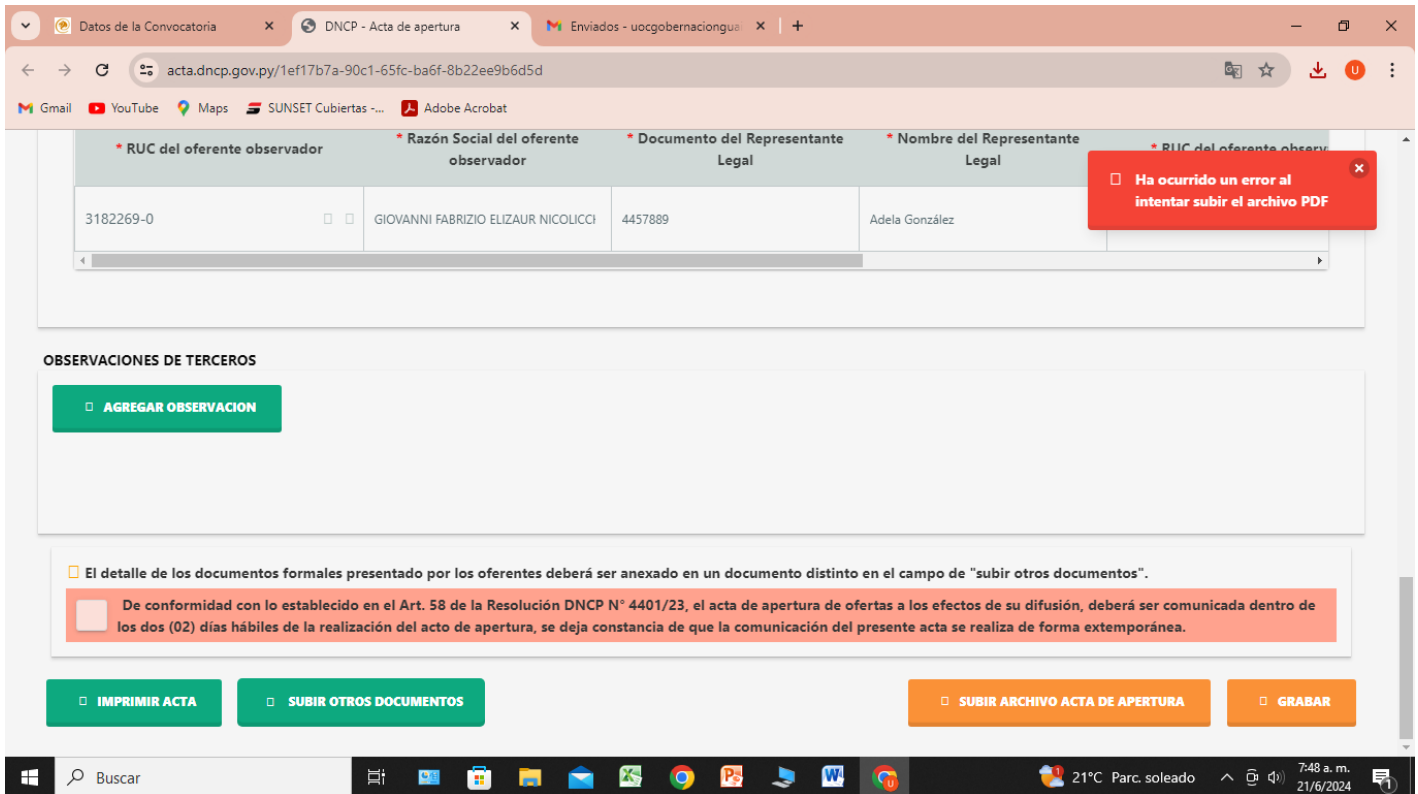 Datos de la Convocatoria
DNCP - Acta de apertura
Enviados - uocgobernaciongua
acta.dncp.gov.py/1ef17b7a-90c1-65fc-ba6f-8b22ee9b6d5d
U
Gmail
YouTube
Maps
SUNSET Cubiertas -...
Adobe Acrobat
* RUC del oferente observador
* Razón Social del oferente
observador
* Documento del Representante
Legal
* Nombre del Representante
Legal
* RUC del oferente observ
Ha ocurrido un error al
intentar subir el archivo PDF
3182269-0
GIOVANNI FABRIZIO ELIZAUR NICOLICCH
4457889
Adela González
OBSERVACIONES DE TERCEROS
AGREGAR OBSERVACION
El detalle de los documentos formales presentado por los oferentes deberá ser anexado en un documento distinto en el campo de "subir otros documentos".
De conformidad con lo establecido en el Art. 58 de la Resolución DNCP N° 4401/23, el acta de apertura de ofertas a los efectos de su difusión, deberá ser comunicada dentro de
los dos (02) días hábiles de la realización del acto de apertura, se deja constancia de que la comunicación del presente acta se realiza de forma extemporánea.
IMPRIMIR ACTA
SUBIR OTROS DOCUMENTOS
SUBIR ARCHIVO ACTA DE APERTURA
GRABAR
Buscar
21°C Parc. soleado
7:48 a. m.
21/6/2024